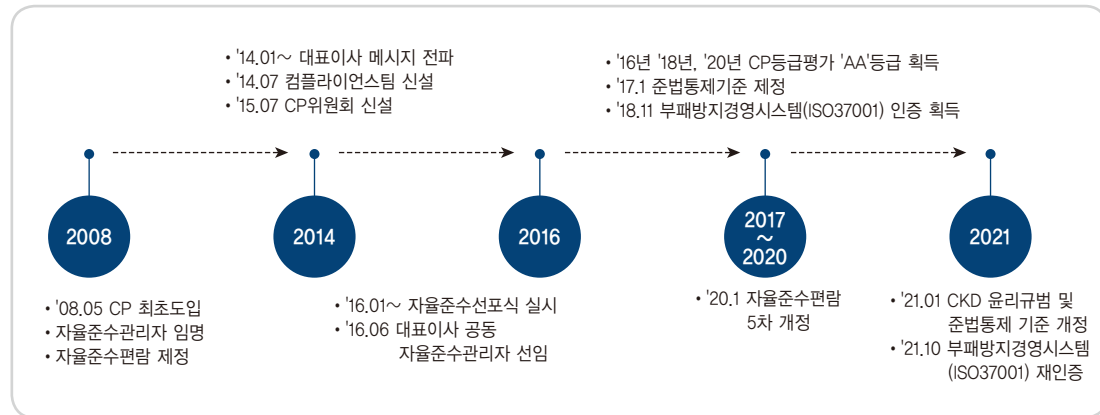 • '14.01~ 대표이사 메시지 전파
• '14.07 컴플라이언스팀 신설
• '15.07 CP위원회 신설
• '16년 '18년, '20년 CP등급평가 'AA'등급 획득
• '17.1 준법통제기준 제정
• '18.11 부패방지경영시스템(ISO37001) 인증 획득
2008
2014
2016
2017
~
2020
2021
• '08.05 CP 최초도입
• 자율준수관리자 임명
• 자율준수편람 제정
• '16.01~ 자율준수선포식 실시
• '16.06 대표이사 공동
자율준수관리자 선임
• '20.1 자율준수편람
5차 개정
• '21.01 CKD 윤리규범 및
준법통제 기준 개정
• '21.10 부패방지경영시스템
(ISO37001) 재인증